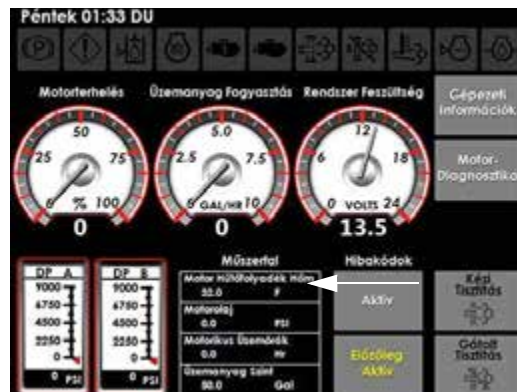 Péntek 01:33 DU
Motorterhelés
Üzemanyag Fogyasztás
Rendszer Feszültség
Gépezeti Információk
25 50 75
0 % 100
0
2.5 5.0 7.5
0 GAL/HR 10
0
6 12 18
0 VOLTS 24
13.5
Motor-Diagnosztika
Műszerfal
Hibakódok
DP A
9000
6750
4500
2250
0
0 PSI
DP B
9000
6750
4500
2250
0
0 PSI
Motor Hűtőfolyadék Hőm
32.0 F
Motorolaj
0.0 PSI
Motorikus Üzemórák
0.0 Hr
Üzemanyag Szint
50.0 Gal
Aktív
Előzőleg Aktív
Kézi Tisztítás
Gátolt Tisztítás